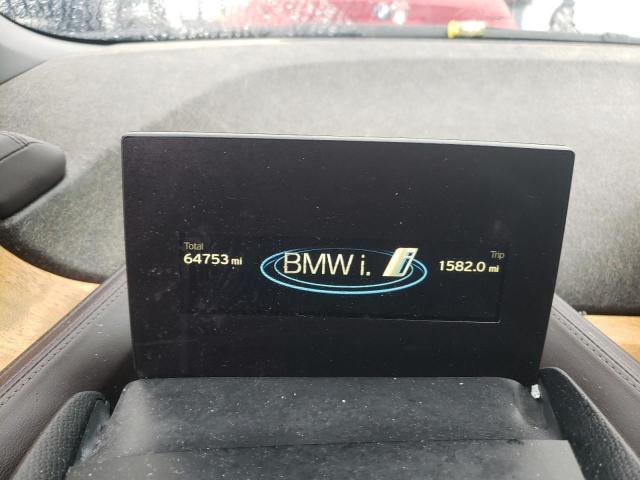 Total
64753 mi
BMW i. i
Trip
1582.0 mi